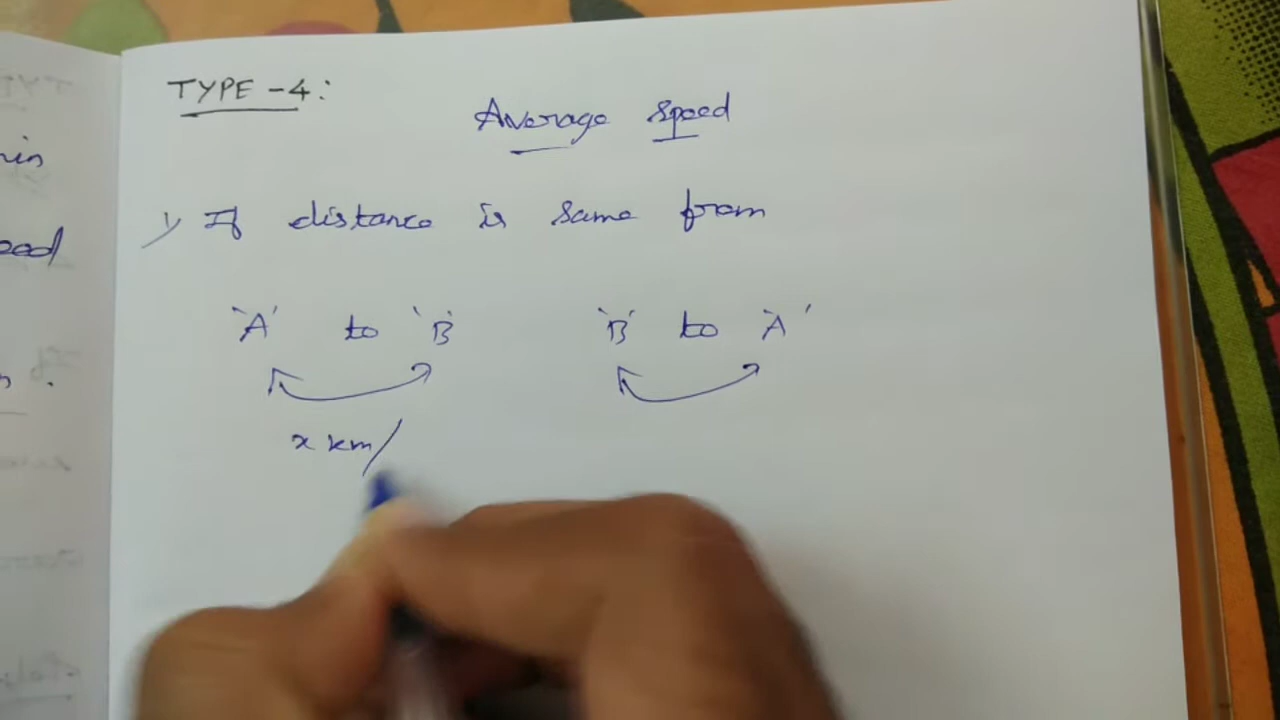 TYPE-4:
Average speed
1) If distance is same from
'A' to 'B' 'B' to 'A'
x km/